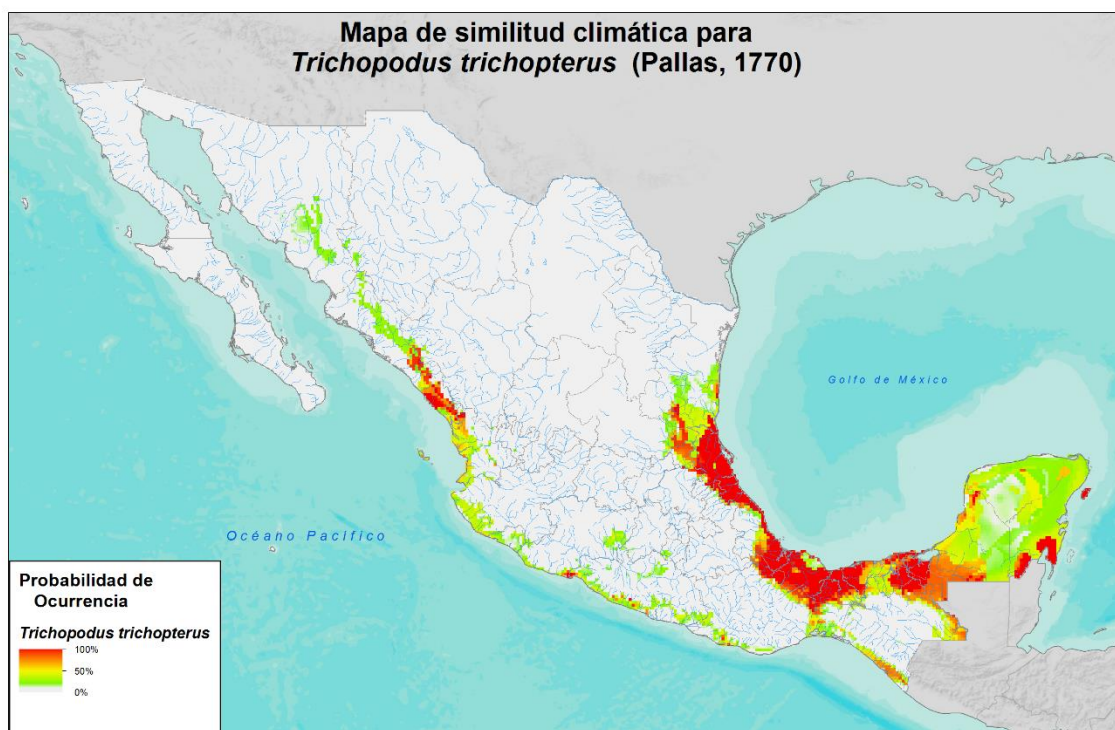 Mapa de similitud climática para
Trichopodus trichopterus (Pallas, 1770)
Golfo de México
Océano Pacífico
Probabilidad de
Ocurrencia
Trichopodus trichopterus
100%
50%
0%